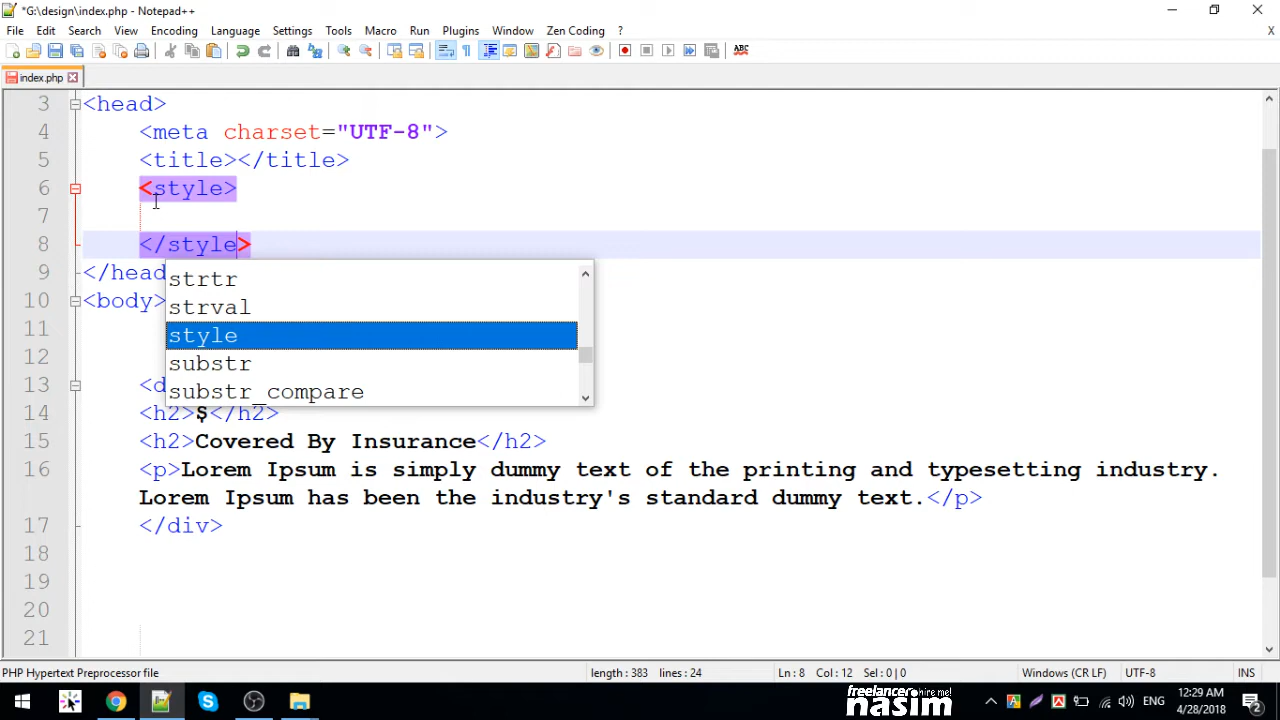 *G:\design\index.php - Notepad++
File Edit Search View Encoding Language Settings Tools Macro Run Plugins Window Zen Coding ? X
index.php
3 <head>
4 <meta charset="UTF-8">
5 <title></title>
6 <style>
7
8 </style>
9 </head
strtr
10 <body>
strval
11
style
12
substr
13 <d
substr_compare
14 <h2>$</h2>
15 <h2>Covered By Insurance</h2>
16 <p>Lorem Ipsum is simply dummy text of the printing and typesetting industry.
Lorem Ipsum has been the industry's standard dummy text.</p>
17 </div>
18
19
20
21
PHP Hypertext Preprocessor file length : 383 lines : 24 Ln : 8 Col : 12 Sel : 0 | 0 Windows (CR LF) UTF-8 INS
freelancer hire me!
nasim
ENG
12:29 AM
4/28/2018
2